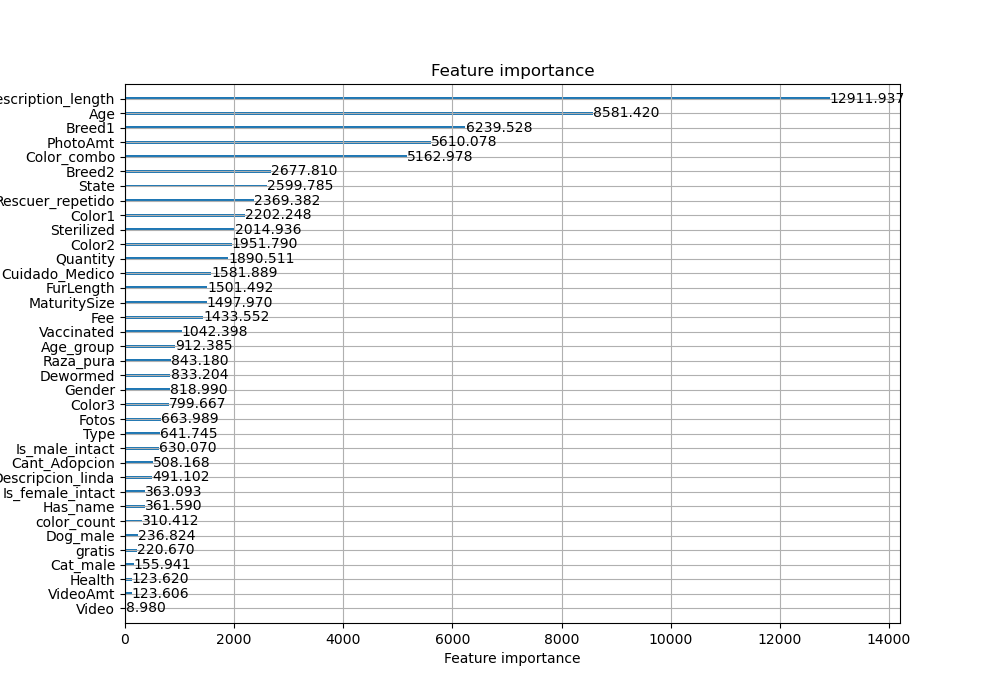 Feature importance
escription_length 12911.937
Age 8581.420
Breed1 6239.528
PhotoAmt 5610.078
Color_combo 5162.978
Breed2 2677.810
State 2599.785
Rescuer_repetido 2369.382
Color1 2202.248
Sterilized 2014.936
Color2 1951.790
Quantity 1890.511
Cuidado_Medico 1581.889
FurLength 1501.492
MaturitySize 1497.970
Fee 1433.552
Vaccinated 1042.398
Age_group 912.385
Raza_pura 843.180
Dewormed 833.204
Gender 818.990
Color3 799.667
Fotos 663.989
Type 641.745
Is_male_intact 630.070
Cant_Adopcion 508.168
Descripcion_linda 491.102
Is_female_intact 363.093
Has_name 361.590
color_count 310.412
Dog_male 236.824
gratis 220.670
Cat_male 155.941
Health 123.620
VideoAmt 123.606
Video 8.980
0 2000 4000 6000 8000 10000 12000 14000
Feature importance